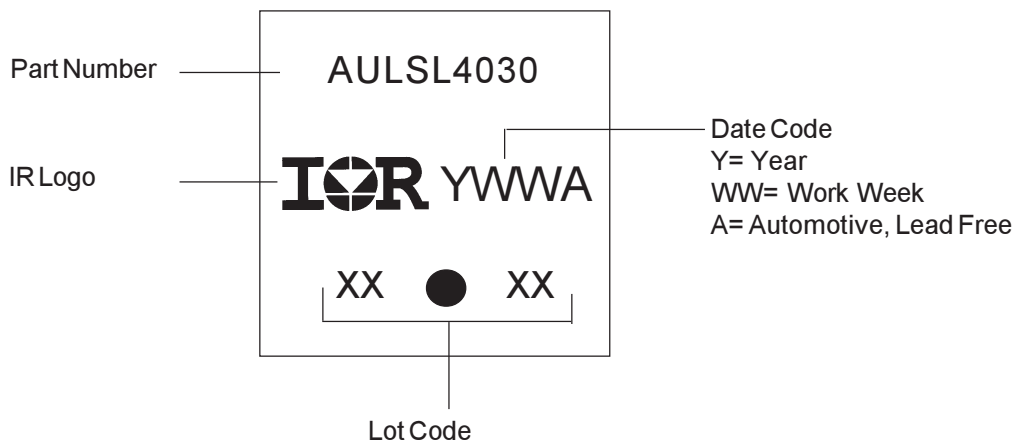 Part Number
AULSL4030
IR Logo
IOR YWWA
Date Code
Y= Year
WW= Work Week
A= Automotive, Lead Free
XX XX
Lot Code